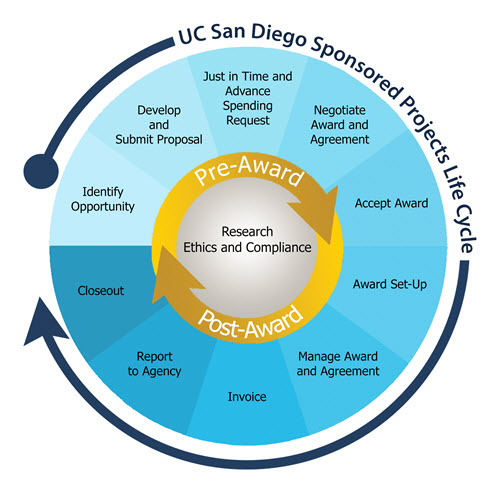 UC San Diego Sponsored Projects Life Cycle
Identify
Opportunity
Develop
and
Submit Proposal
Just in Time and
Advance
Spending
Request
Negotiate
Award and
Agreement
Accept Award
Award Set-Up
Manage Award
and Agreement
Invoice
Report
to Agency
Closeout
Pre-Award
Research
Ethics and Compliance
Post-Award